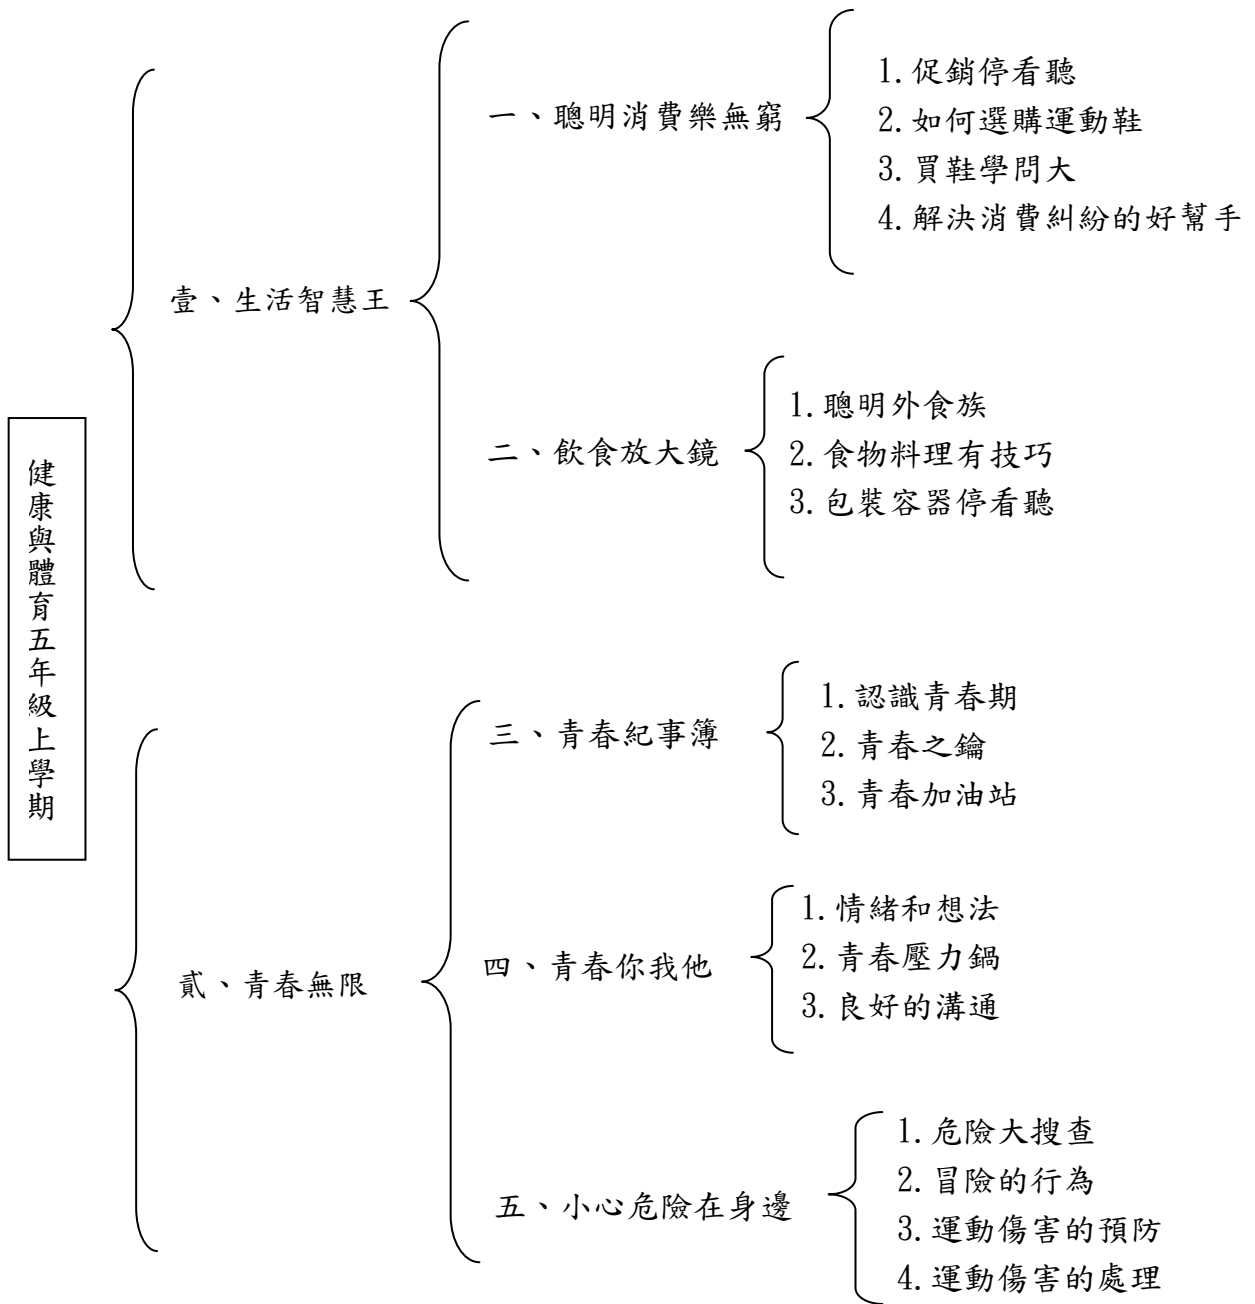 健康與體育五年級上學期
壹、生活智慧王
一、聰明消費樂無窮
1.促銷停看聽
2.如何選購運動鞋
3.買鞋學問大
4.解決消費糾紛的好幫手
二、飲食放大鏡
1.聰明外食族
2.食物料理有技巧
3.包裝容器停看聽
貳、青春無限
三、青春紀事簿
1.認識青春期
2.青春之鑰
3.青春加油站
四、青春你我他
1.情緒和想法
2.青春壓力鍋
3.良好的溝通
五、小心危險在身邊
1.危險大搜查
2.冒險的行為
3.運動傷害的預防
4.運動傷害的處理